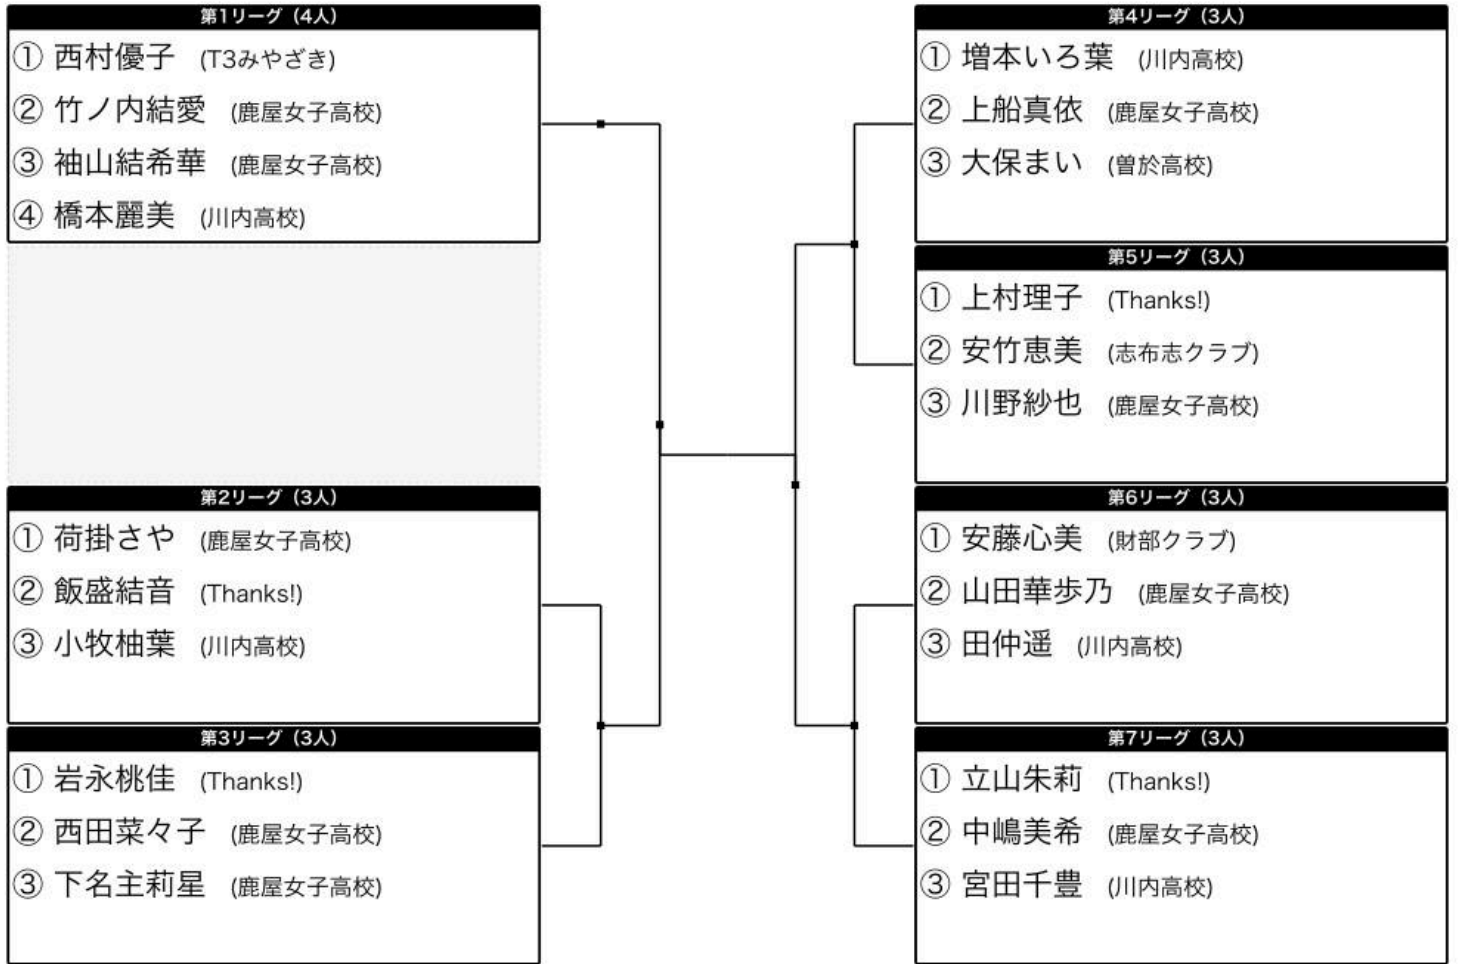 第1リーグ（4人）
① 西村優子 (T3みやざき)
② 竹ノ内結愛 (鹿屋女子高校)
③ 袖山結希華 (鹿屋女子高校)
④ 橋本麗美 (川内高校)
第2リーグ（3人）
① 荷掛さや (鹿屋女子高校)
② 飯盛結音 (Thanks!)
③ 小牧柚葉 (川内高校)
第3リーグ（3人）
① 岩永桃佳 (Thanks!)
② 西田菜々子 (鹿屋女子高校)
③ 下名主莉星 (鹿屋女子高校)
第4リーグ（3人）
① 増本いろ葉 (川内高校)
② 上船真依 (鹿屋女子高校)
③ 大保まい (曽於高校)
第5リーグ（3人）
① 上村理子 (Thanks!)
② 安竹恵美 (志布志クラブ)
③ 川野紗也 (鹿屋女子高校)
第6リーグ（3人）
① 安藤心美 (財部クラブ)
② 山田華歩乃 (鹿屋女子高校)
③ 田仲遥 (川内高校)
第7リーグ（3人）
① 立山朱莉 (Thanks!)
② 中嶋美希 (鹿屋女子高校)
③ 宮田千豊 (川内高校)